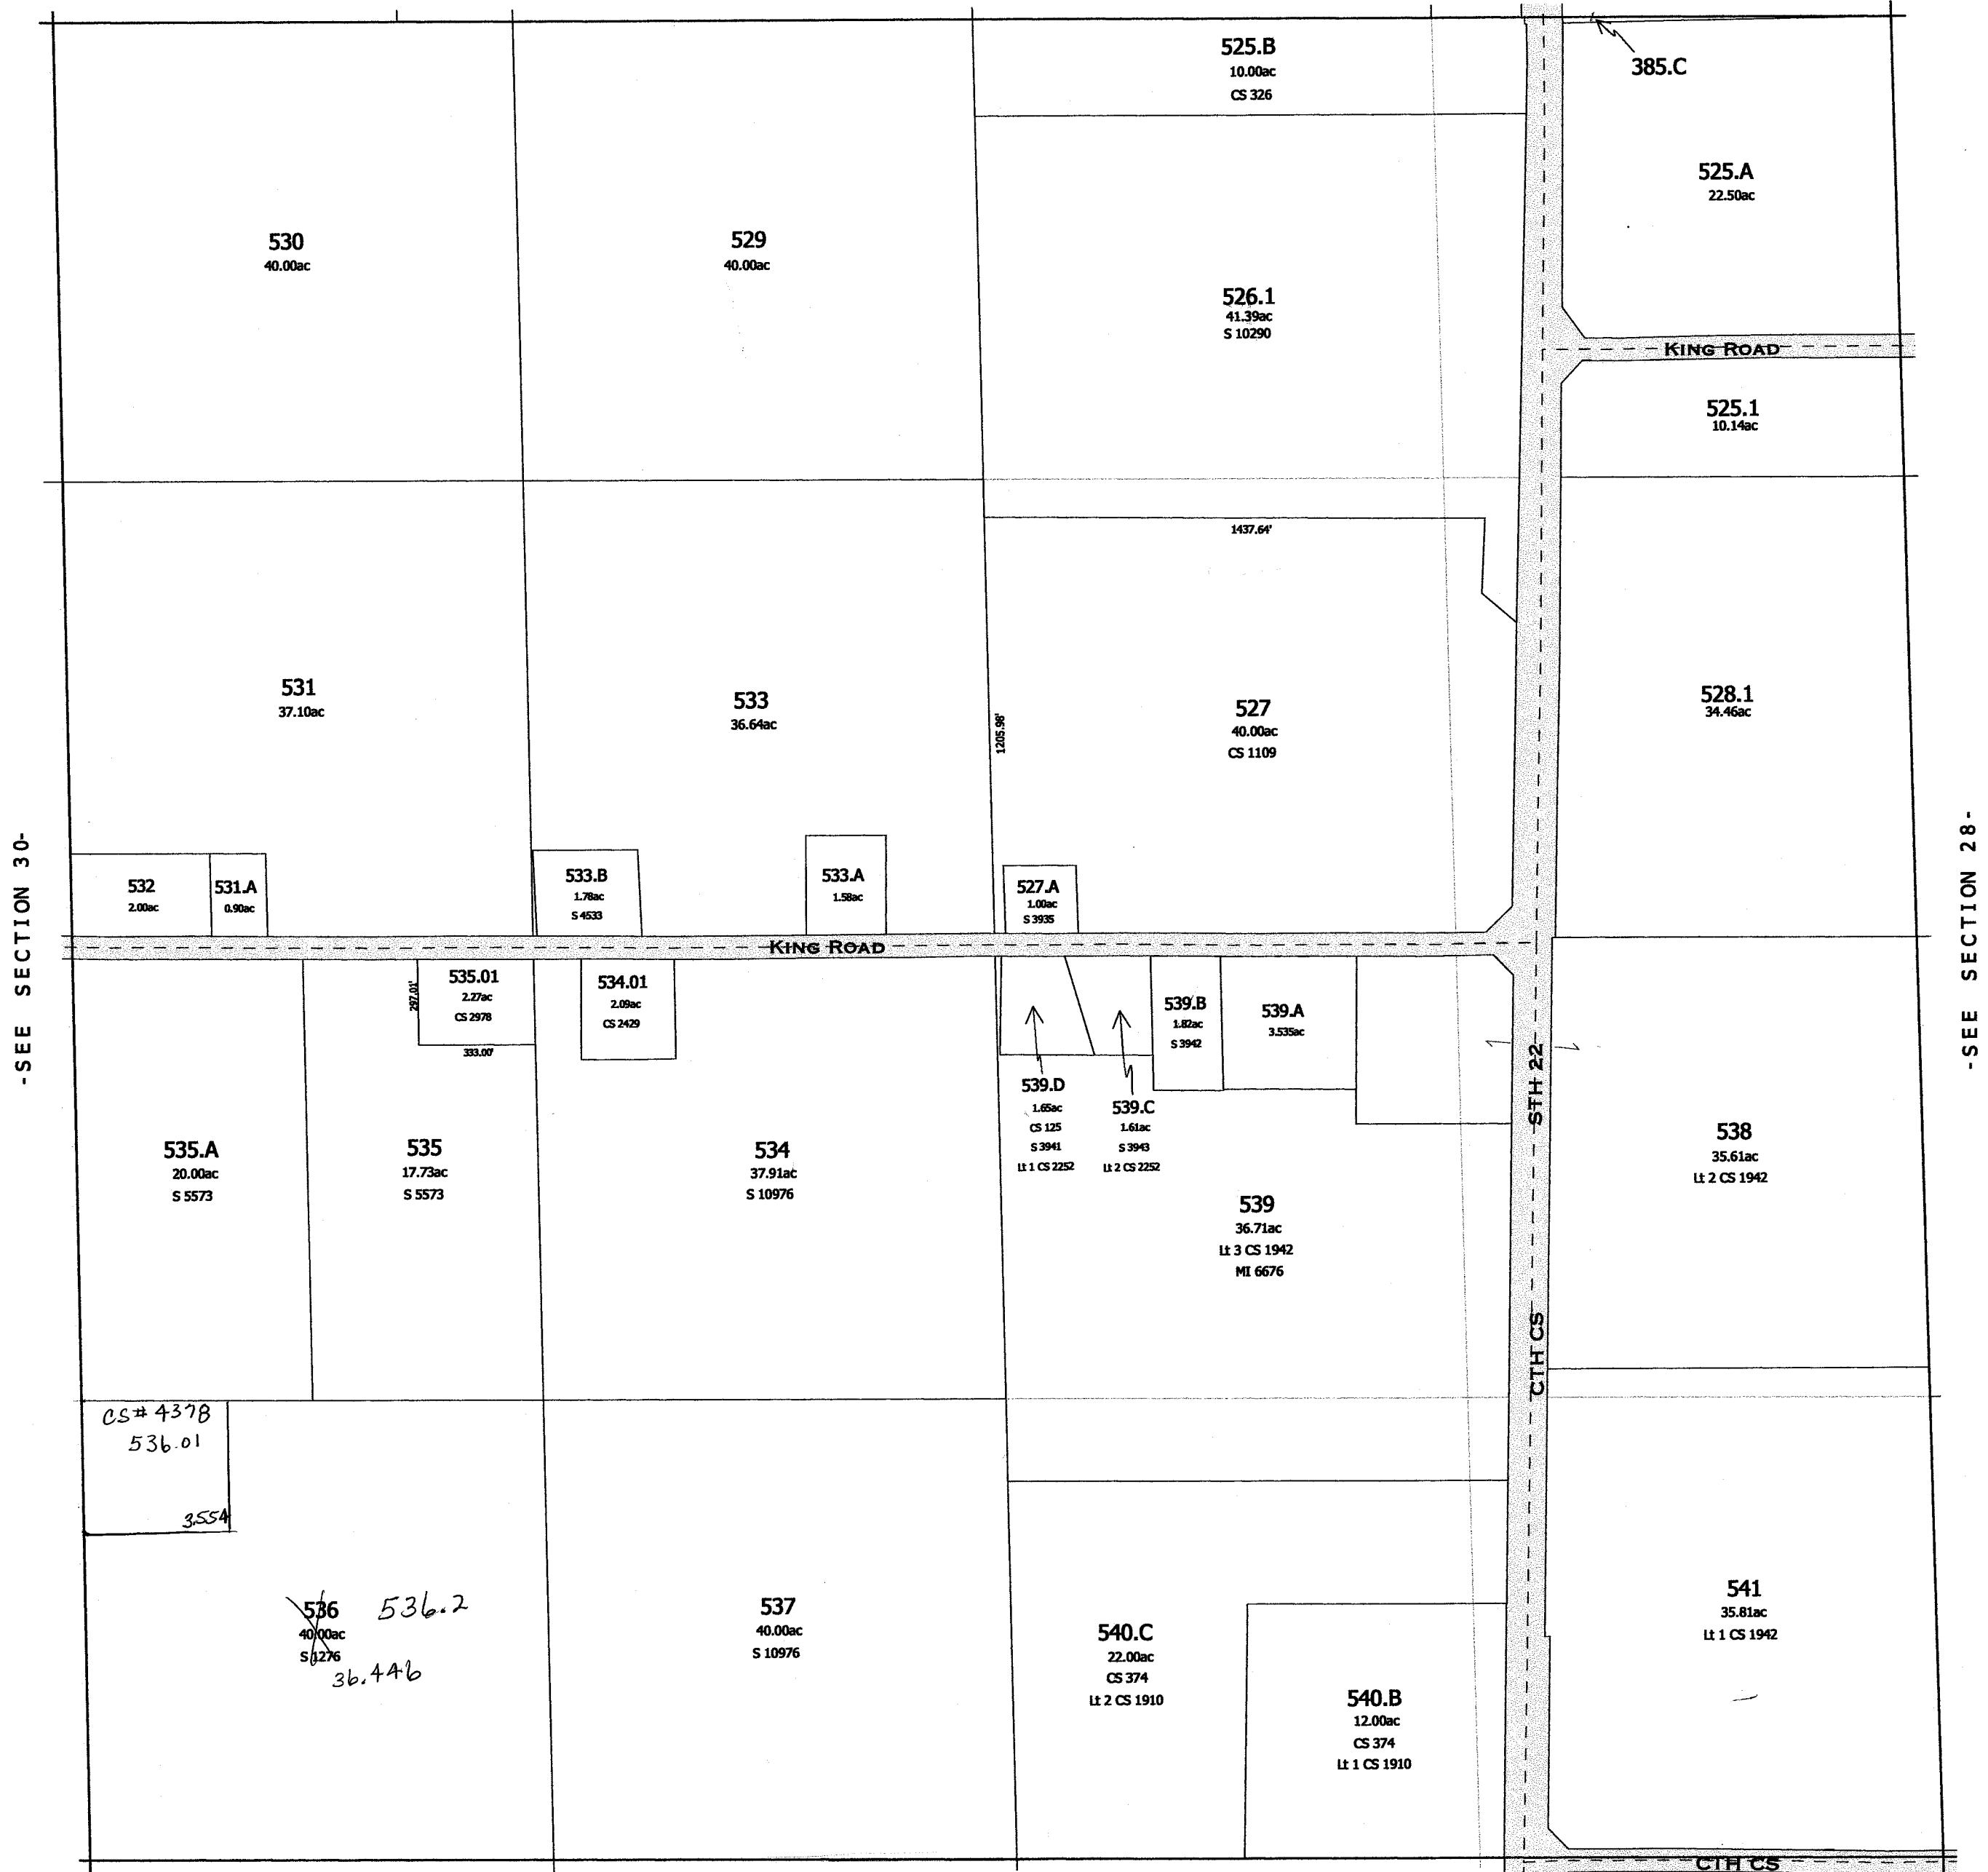 525.B
10.00ac
CS 326
385.C
525.A
22.50ac
530
40.00ac
529
40.00ac
526.1
41.39ac
S 10290
KING ROAD
525.1
10.14ac
1437.64'
531
37.10ac
533
36.64ac
1205.98'
527
40.00ac
CS 1109
528.1
34.46ac
-SEE SECTION 30-
-SEE SECTION 28-
532
2.00ac
531.A
0.90ac
533.B
1.78ac
S 4533
533.A
1.58ac
527.A
1.00ac
S 3935
KING ROAD
297.01'
535.01
2.27ac
CS 2978
333.00'
534.01
2.09ac
CS 2429
539.B
1.82ac
S 3942
539.A
3.535ac
STH 22
539.D
1.65ac
CS 125
S 3941
Lt 1 CS 2252
539.C
1.61ac
S 3943
Lt 2 CS 2252
535.A
20.00ac
S 5573
535
17.73ac
S 5573
534
37.91ac
S 10976
539
36.71ac
Lt 3 CS 1942
MI 6676
538
35.61ac
Lt 2 CS 1942
CTH CS
CS# 4378
536.01
3.554
536
40.00ac
S 1276
536.2
36.446
537
40.00ac
S 10976
540.C
22.00ac
CS 374
Lt 2 CS 1910
540.B
12.00ac
CS 374
Lt 1 CS 1910
541
35.81ac
Lt 1 CS 1942
CTH CS